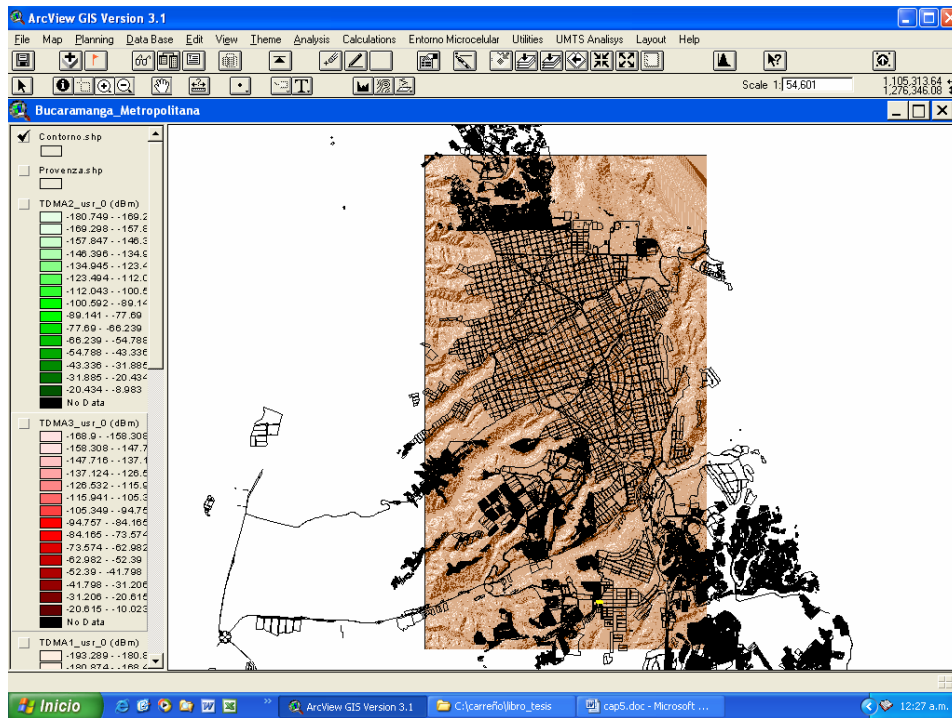 ArcView GIS Version 3.1
File Map Planning Data Base Edit View Theme Analysis Calculations Entorno Microcelular Utilities UMTS Analisys Layout Help
Scale 1: 54,601
1,105,313.64
1,276,346.08
Bucaramanga_Metropolitana
Contorno.shp
Provenza.shp
TDMA2_usr_0 (dBm)
-180.749 - -169.2
-169.298 - -157.8
-157.847 - -146.3
-146.396 - -134.9
-134.945 - -123.4
-123.494 - -112.0
-112.043 - -100.5
-100.592 - -89.14
-89.141 - -77.69
-77.69 - -66.239
-66.239 - -54.788
-54.788 - -43.336
-43.336 - -31.885
-31.885 - -20.434
-20.434 - -8.983
No Data
TDMA3_usr_0 (dBm)
-168.9 - -158.308
-158.308 - -147.7
-147.716 - -137.1
-137.124 - -126.5
-126.532 - -115.9
-115.941 - -105.3
-105.349 - -94.75
-94.757 - -84.165
-84.165 - -73.574
-73.574 - -62.982
-62.982 - -52.39
-52.39 - -41.798
-41.798 - -31.206
-31.206 - -20.615
-20.615 - -10.023
No Data
TDMA1_usr_0 (dBm)
-193.289 - -180.8
-180.874 - -168.4
Inicio ArcView GIS Version 3.1 C:\carreño\libro_tesis cap5.doc - Microsoft ... 12:27 a.m.